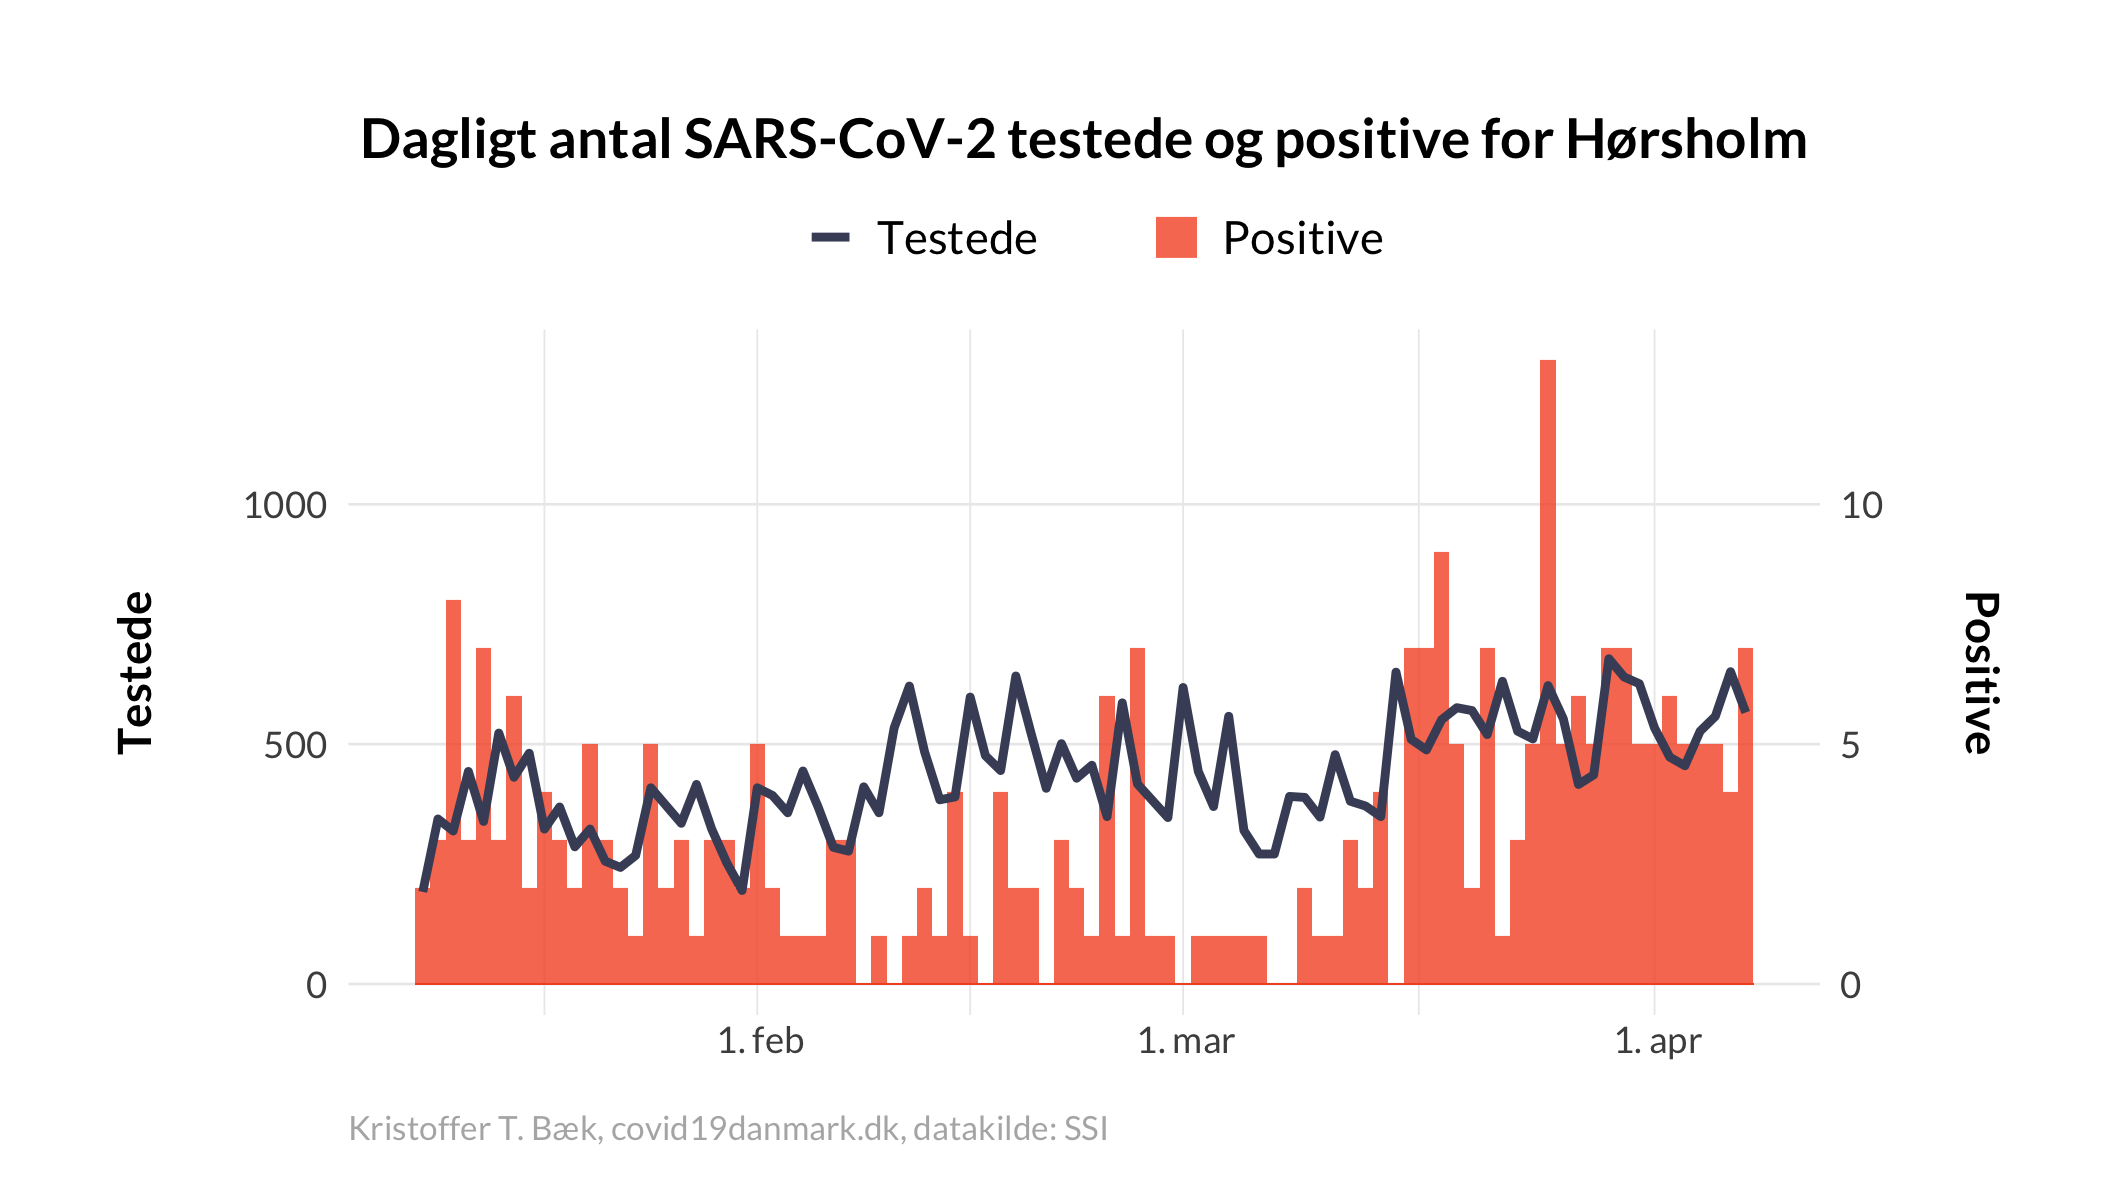 Dagligt antal SARS-CoV-2 testede og positive for Hørsholm
Testede Positive
1000 10
500 5
0 0
Testede
Positive
1. feb 1. mar 1. apr
Kristoffer T. Bæk, covid19danmark.dk, datakilde: SSI